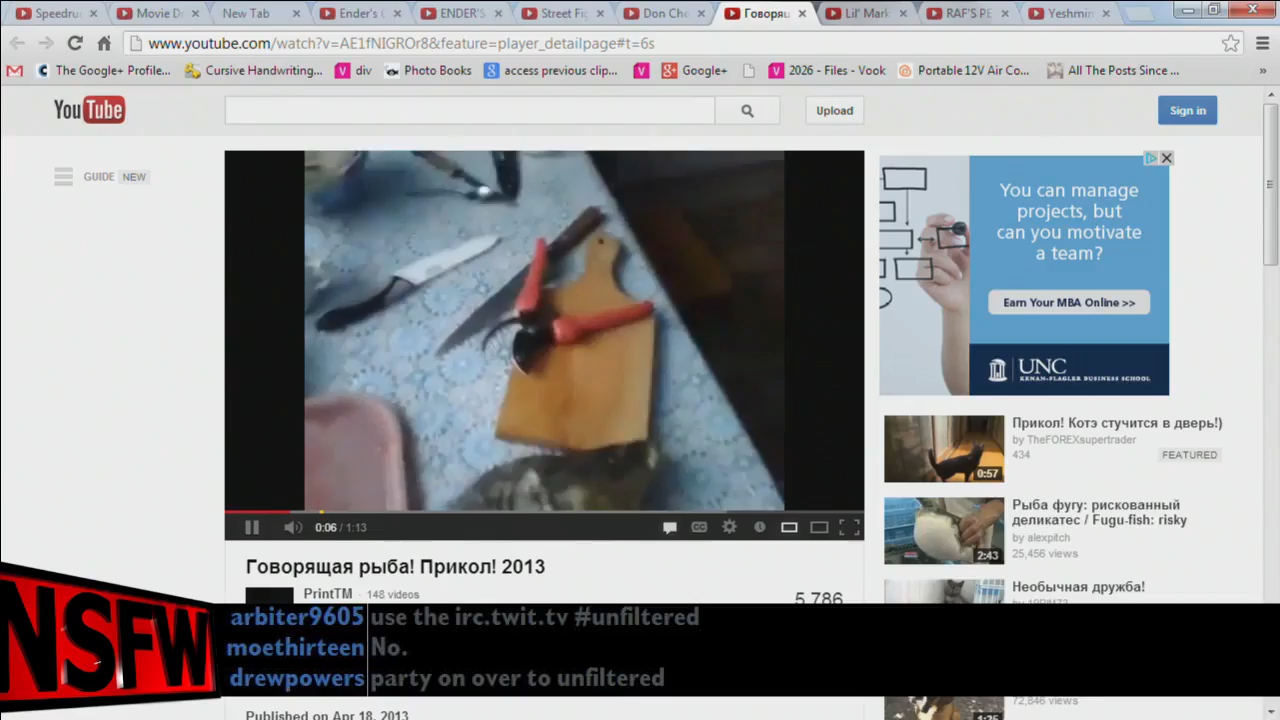 Speedru
Movie D
New Tab
Ender's
ENDER'S
Street Fi
Don Che
Говоряц
Lil' Mark
RAF'S PE
Yeshmin
www.youtube.com/watch?v=AE1fNIGROr8&feature=player_detailpage#t=6s
The Google+ Profile...
Cursive Handwriting...
div
Photo Books
access previous clip...
Google+
2026 - Files - Vook
Portable 12V Air Co...
All The Posts Since ...
»
YouTube
Upload
Sign in
GUIDE NEW
You can manage
projects, but
can you motivate
a team?
Earn Your MBA Online >>
UNC
KENAN-FLAGLER BUSINESS SCHOOL
0:06 / 1:13
Прикол! Котэ стучится в дверь!)
by TheFOREXsupertrader
434
FEATURED
0:57
Рыба фугу: рискованный
деликатес / Fugu-fish: risky
by alexpitch
25,456 views
2:43
Необычная дружба!
Говорящая рыба! Прикол! 2013
PrintTM · 148 videos
5,786
NSFW
arbiter9605 use the irc.twit.tv #unfiltered
moethirteen No.
drewpowers party on over to unfiltered
72,846 views
1:25
Published on Apr 18, 2013